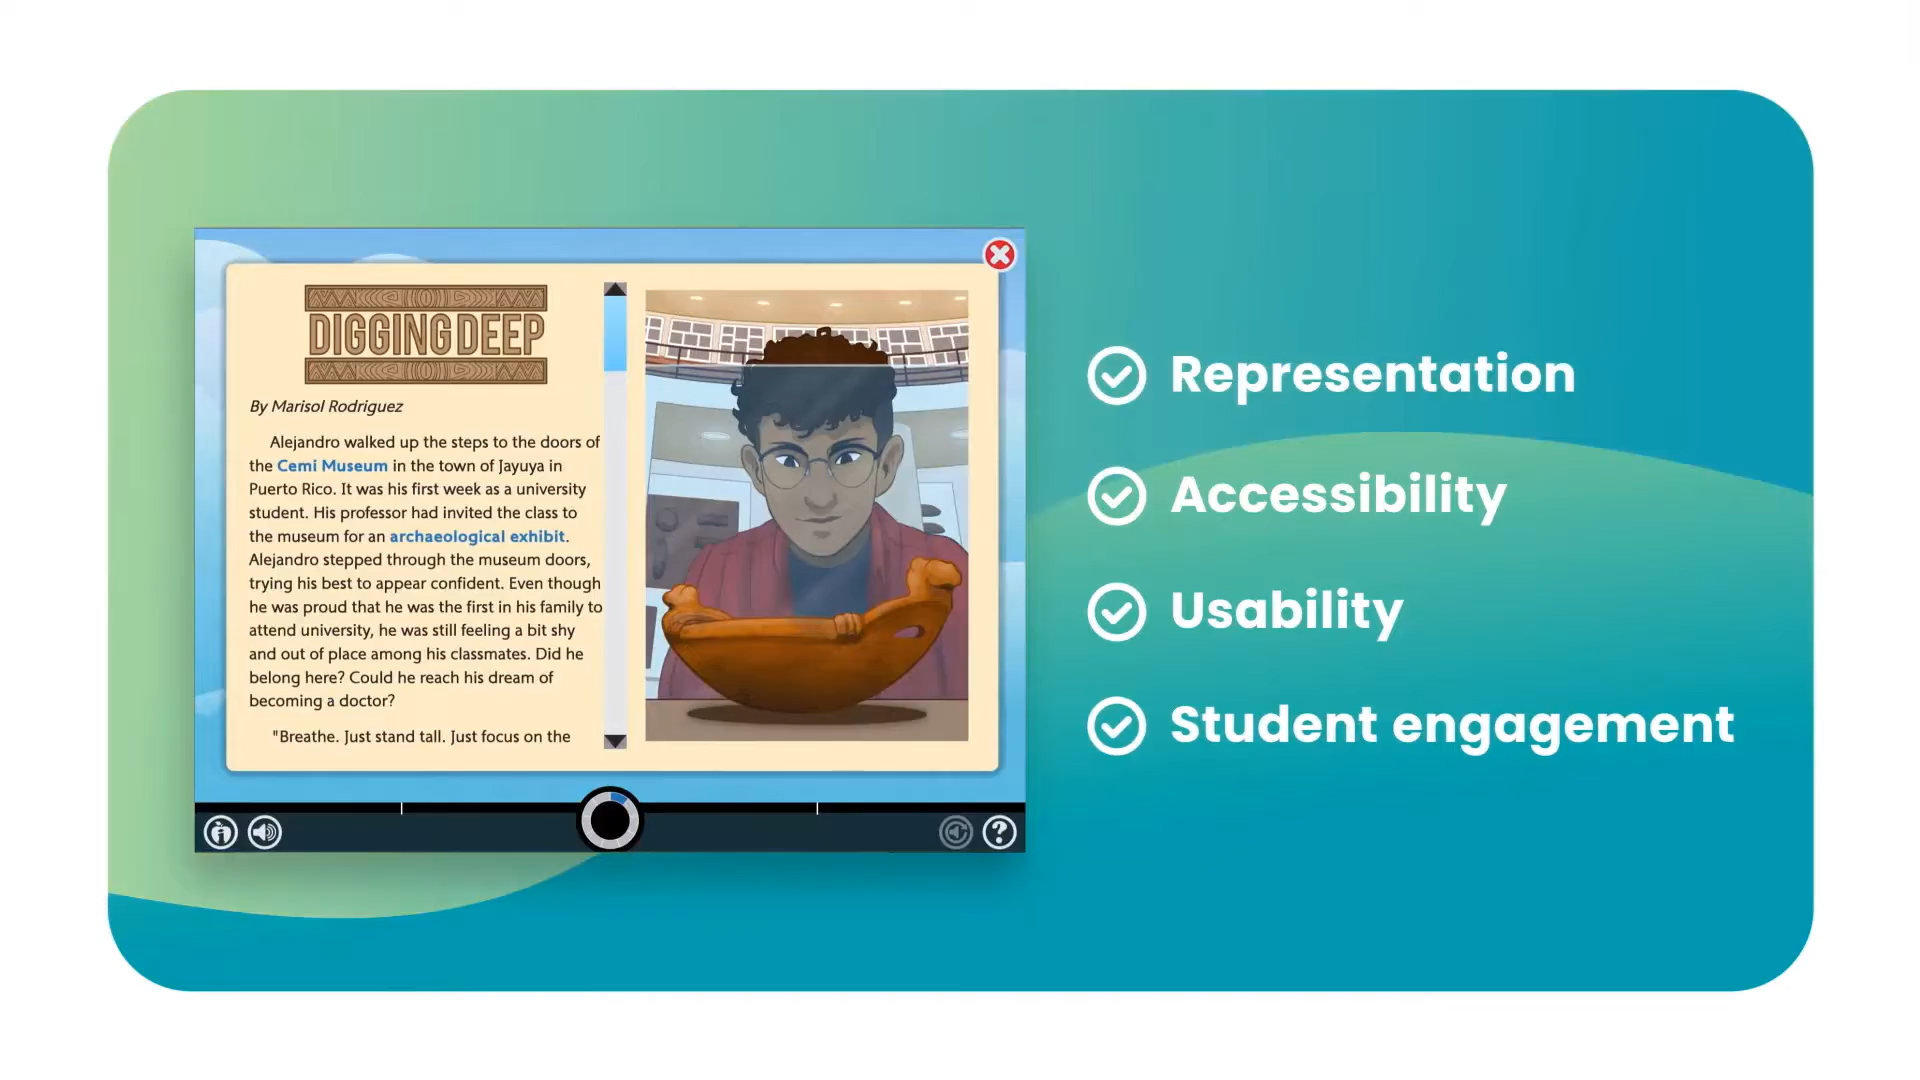 DIGGING DEEP
By Marisol Rodriguez
Alejandro walked up the steps to the doors of
the Cemi Museum in the town of Jayuya in
Puerto Rico. It was his first week as a university
student. His professor had invited the class to
the museum for an archaeological exhibit.
Alejandro stepped through the museum doors,
trying his best to appear confident. Even though
he was proud that he was the first in his family to
attend university, he was still feeling a bit shy
and out of place among his classmates. Did he
belong here? Could he reach his dream of
becoming a doctor?
"Breathe. Just stand tall. Just focus on the
Representation
Accessibility
Usability
Student engagement